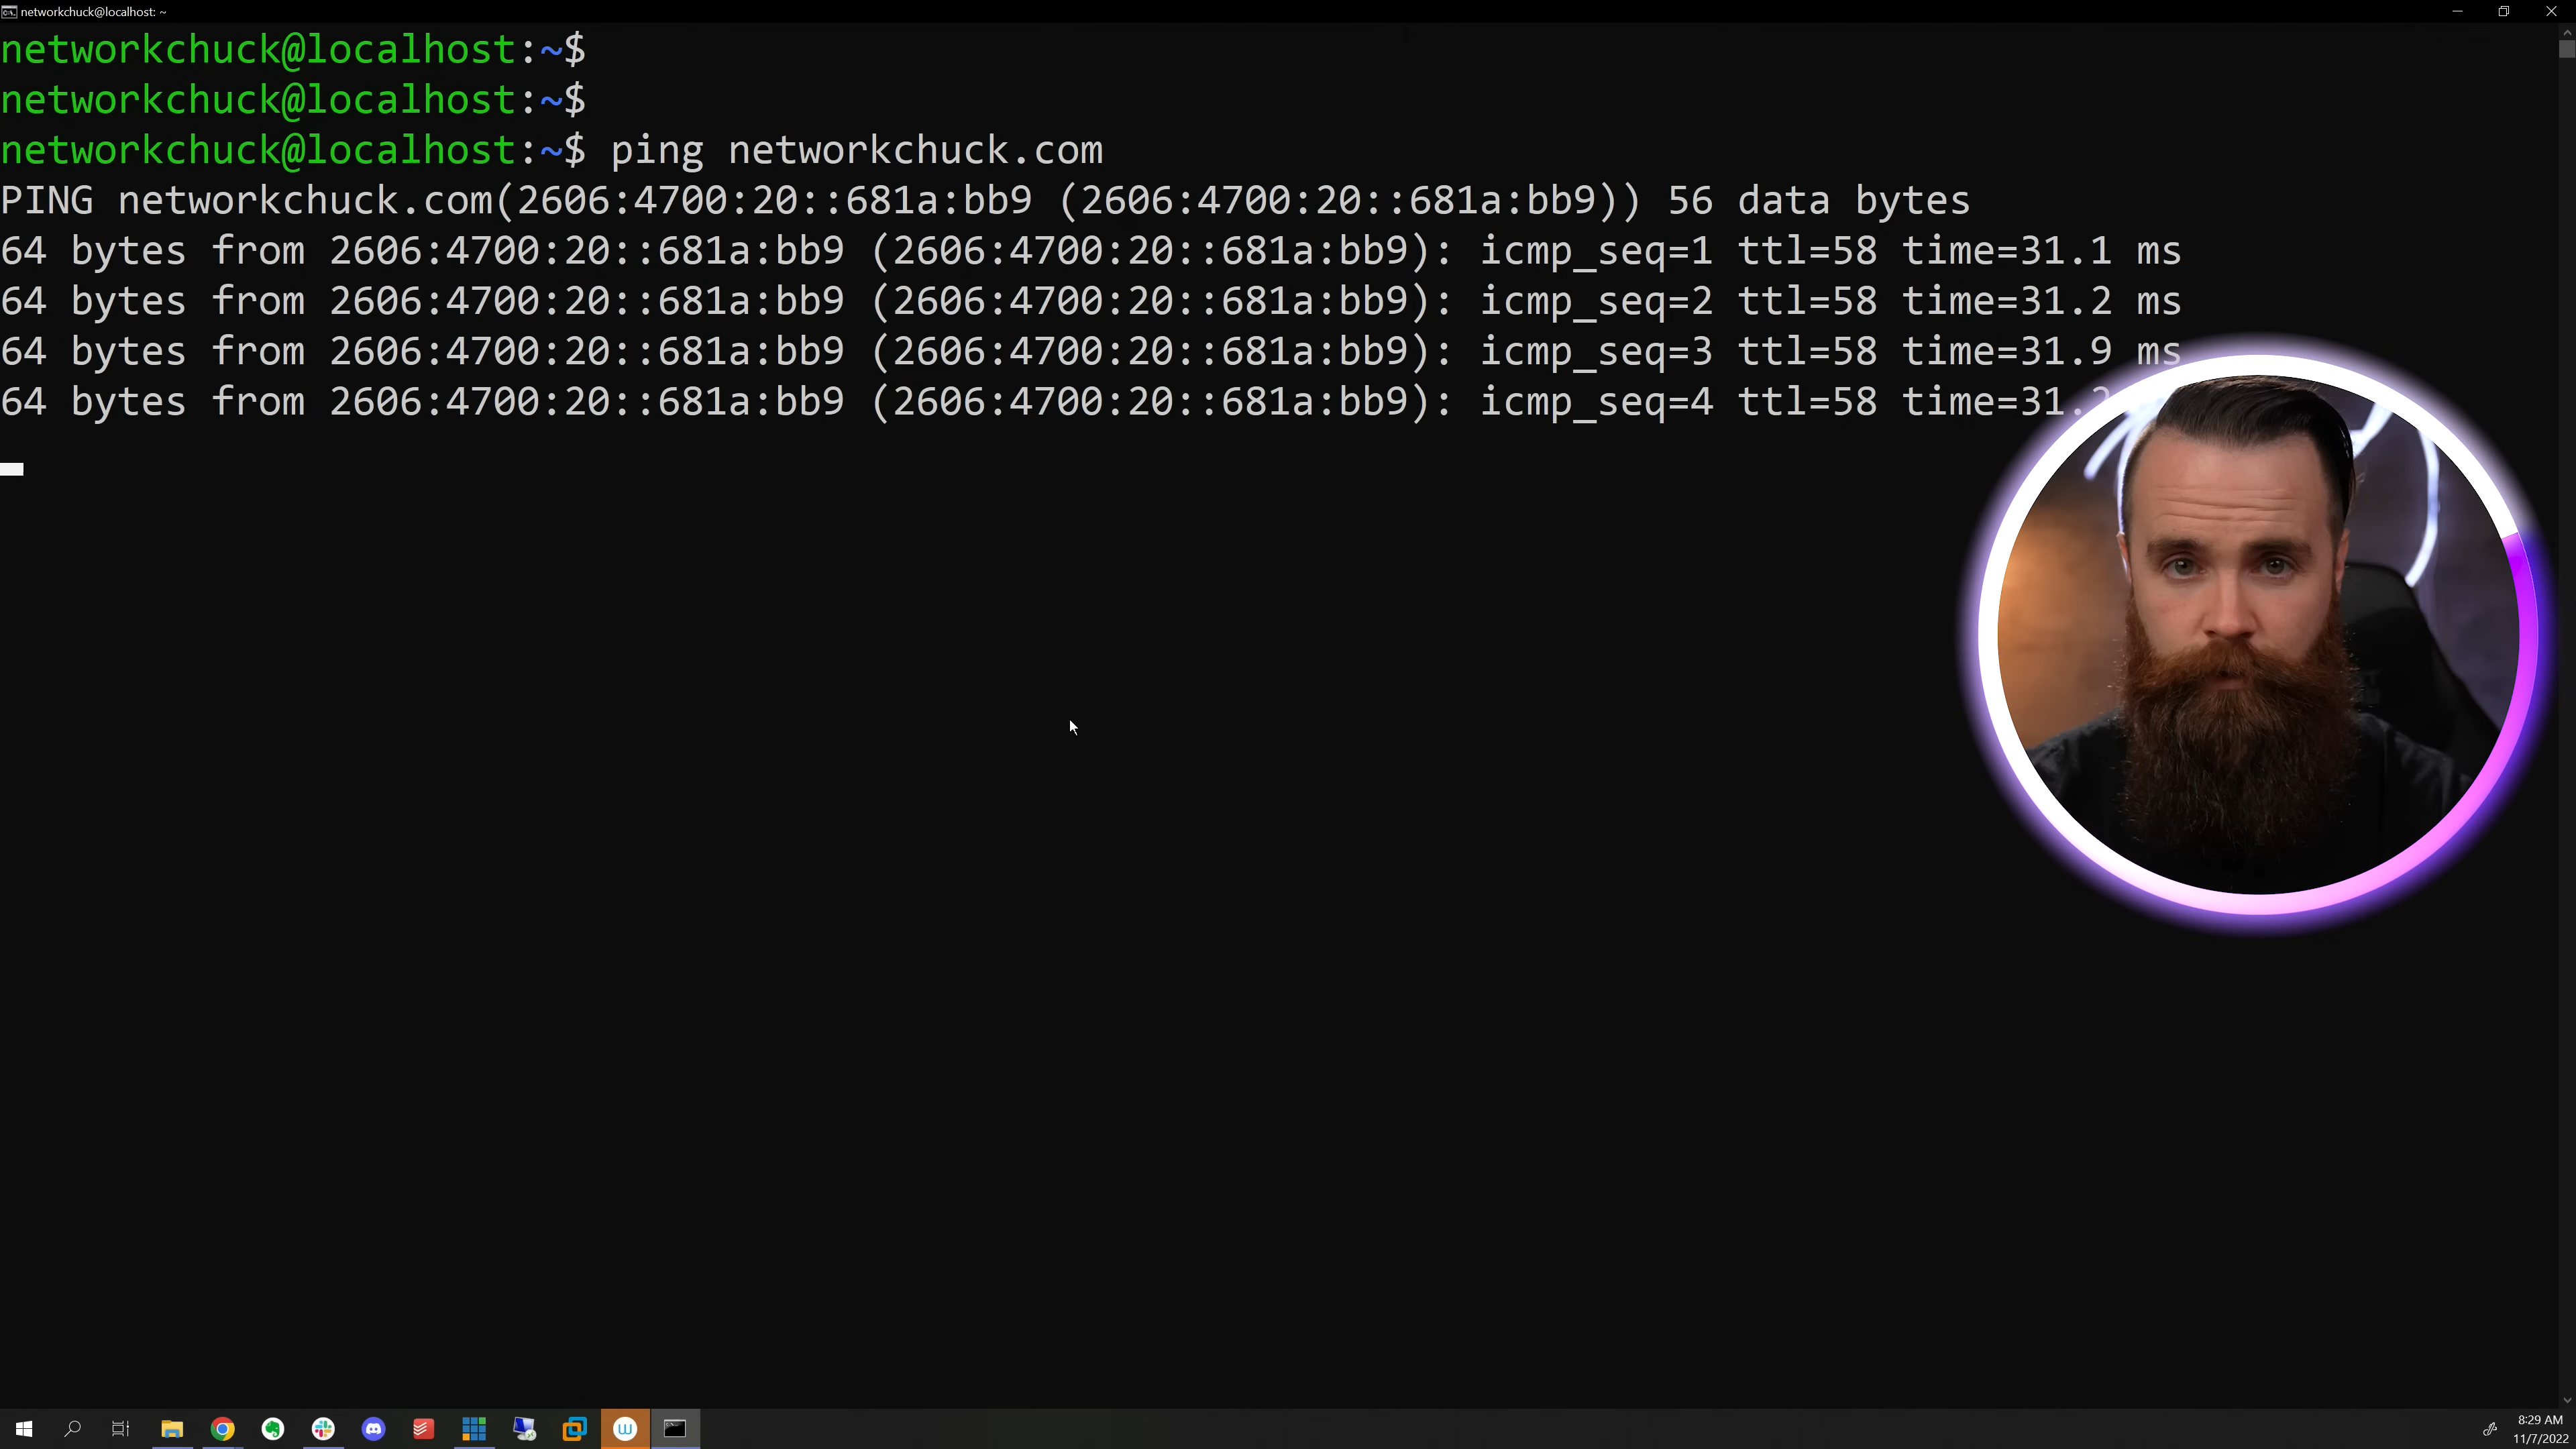 networkchuck@localhost: ~
networkchuck@localhost:~$
networkchuck@localhost:~$
networkchuck@localhost:~$ ping networkchuck.com
PING networkchuck.com(2606:4700:20::681a:bb9 (2606:4700:20::681a:bb9)) 56 data bytes
64 bytes from 2606:4700:20::681a:bb9 (2606:4700:20::681a:bb9): icmp_seq=1 ttl=58 time=31.1 ms
64 bytes from 2606:4700:20::681a:bb9 (2606:4700:20::681a:bb9): icmp_seq=2 ttl=58 time=31.2 ms
64 bytes from 2606:4700:20::681a:bb9 (2606:4700:20::681a:bb9): icmp_seq=3 ttl=58 time=31.9 ms
64 bytes from 2606:4700:20::681a:bb9 (2606:4700:20::681a:bb9): icmp_seq=4 ttl=58
8:29 AM
11/7/2022